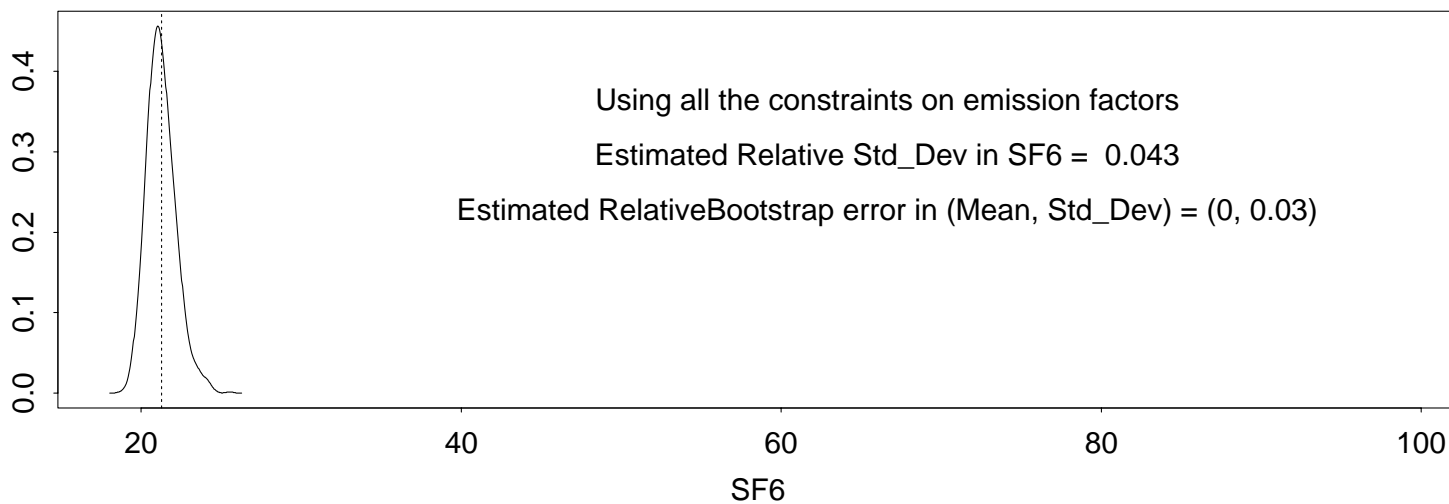 0.4
0.3
0.2
0.1
0.0
Using all the constraints on emission factors
Estimated Relative Std_Dev in SF6 = 0.043
Estimated RelativeBootstrap error in (Mean, Std_Dev) = (0, 0.03)
20 40 60 80 100
SF6